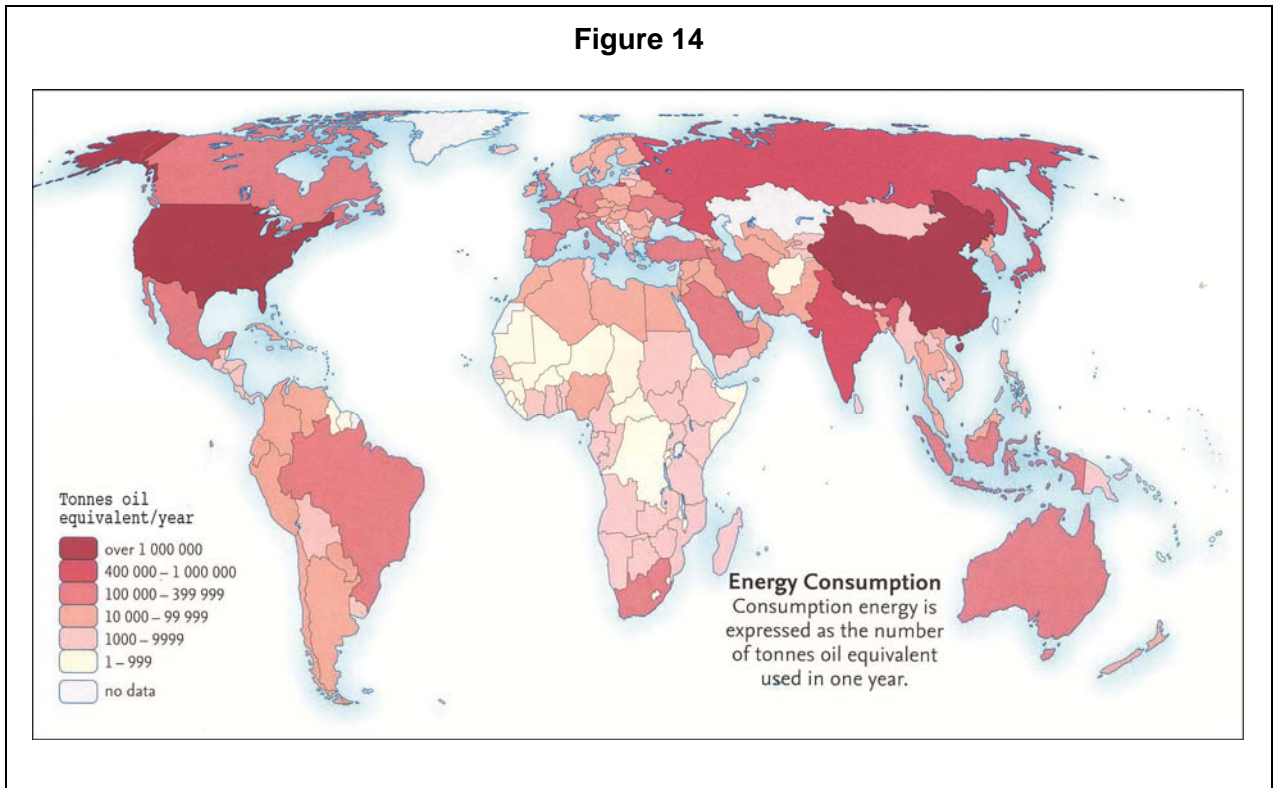 Figure 14
Tonnes oil
equivalent/year
over 1 000 000
400 000 – 1 000 000
100 000 – 399 999
10 000 – 99 999
1000 – 9999
1 – 999
no data
Energy Consumption
Consumption energy is
expressed as the number
of tonnes oil equivalent
used in one year.